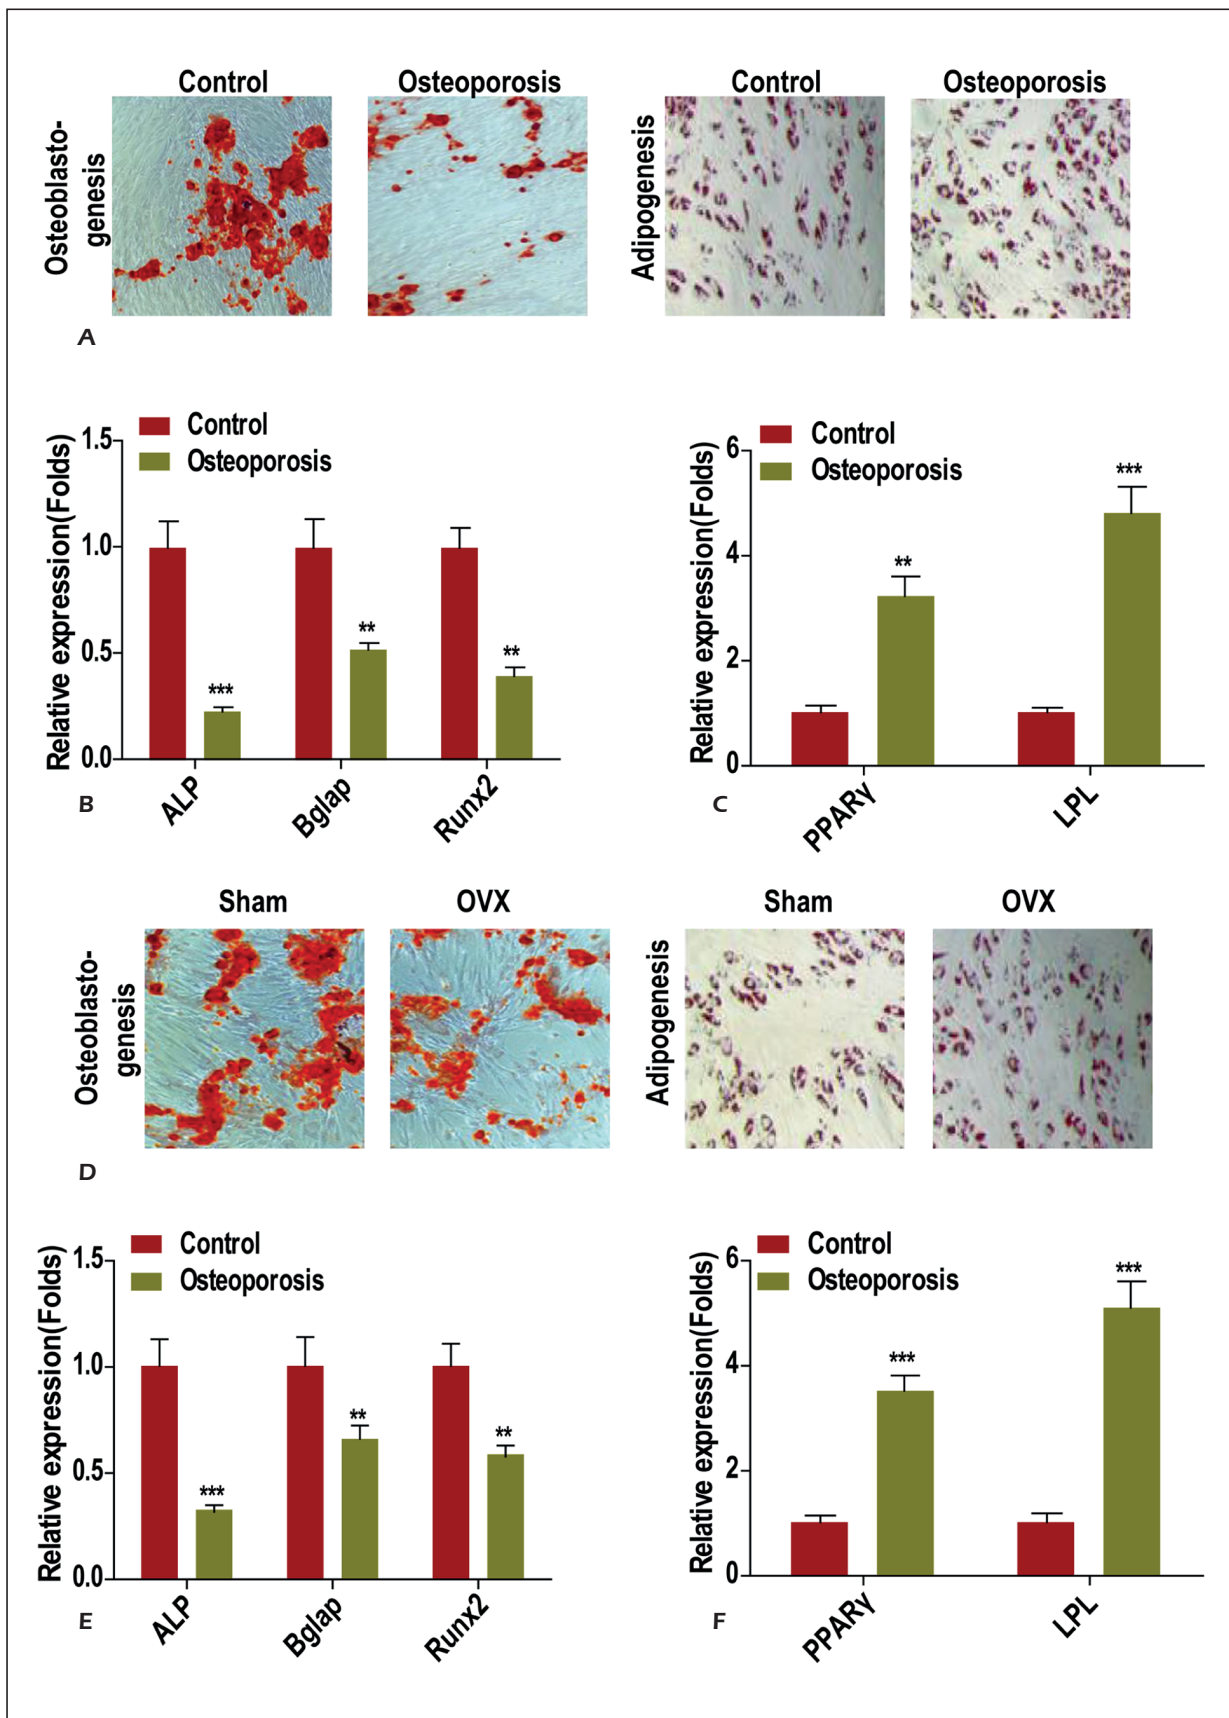 Control Osteoporosis Control Osteoporosis
Osteoblasto-
genesis
Adipogenesis
A
Control
Osteoporosis
Relative expression(Folds)
1.5
1.0
0.5
0.0
***
**
**
ALP Bglap Runx2
B
Control
Osteoporosis
Relative expression(Folds)
6
4
2
0
**
***
PPARγ LPL
C
Sham OVX Sham OVX
Osteoblasto-
genesis
Adipogenesis
D
Control
Osteoporosis
Relative expression(Folds)
1.5
1.0
0.5
0.0
***
**
**
ALP Bglap Runx2
E
Control
Osteoporosis
Relative expression(Folds)
6
4
2
0
***
***
PPARγ LPL
F